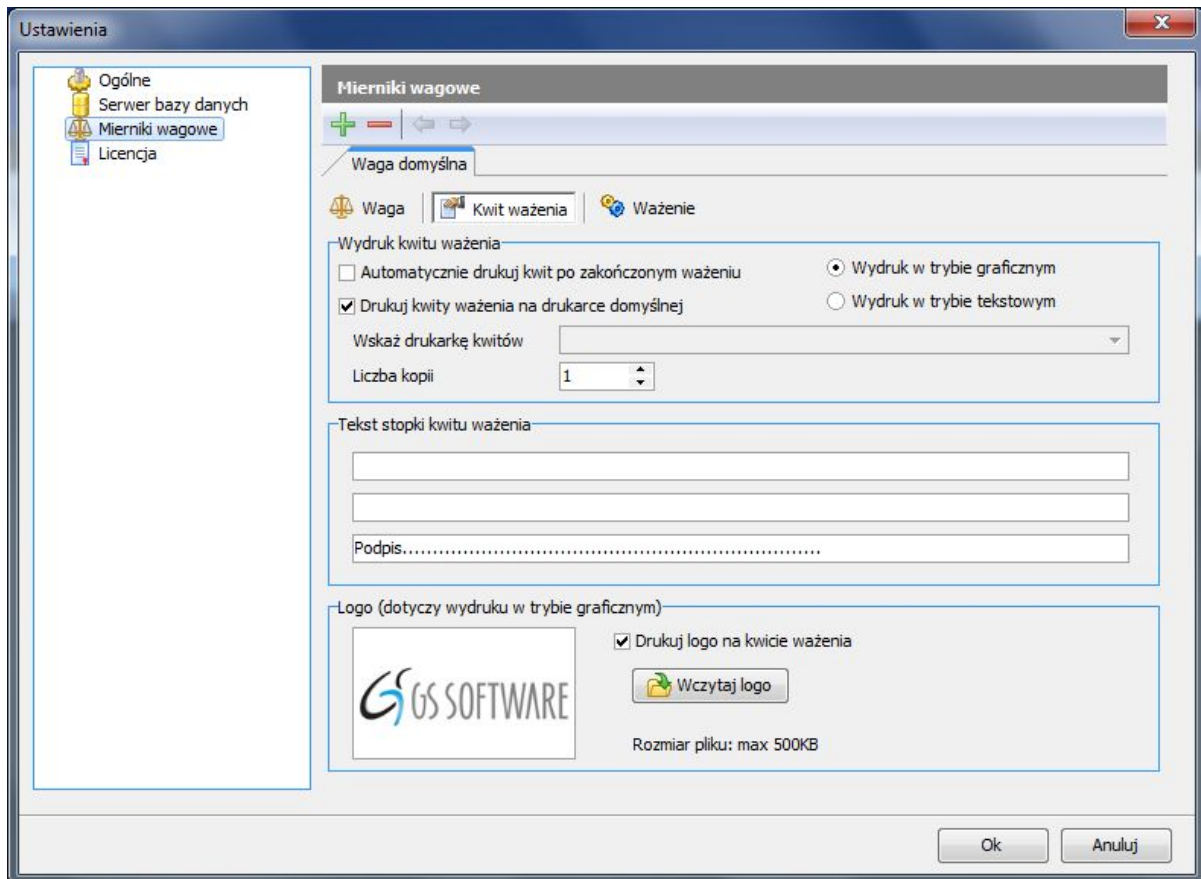 Ustawienia
Ogólne
Serwer bazy danych
Mierniki wagowe
Licencja
Mierniki wagowe
Waga domyślna
Waga
Kwit ważenia
Ważenie
Wydruk kwitu ważenia
Automatycznie drukuj kwit po zakończonym ważeniu
Wydruk w trybie graficznym
Drukuj kwity ważenia na drukarce domyślnej
Wydruk w trybie tekstowym
Wskaż drukarkę kwitów
Liczba kopii
1
Tekst stopki kwitu ważenia
Podpis.....................................................................
Logo (dotyczy wydruku w trybie graficznym)
GS SOFTWARE
Drukuj logo na kwicie ważenia
Wczytaj logo
Rozmiar pliku: max 500KB
Ok
Anuluj